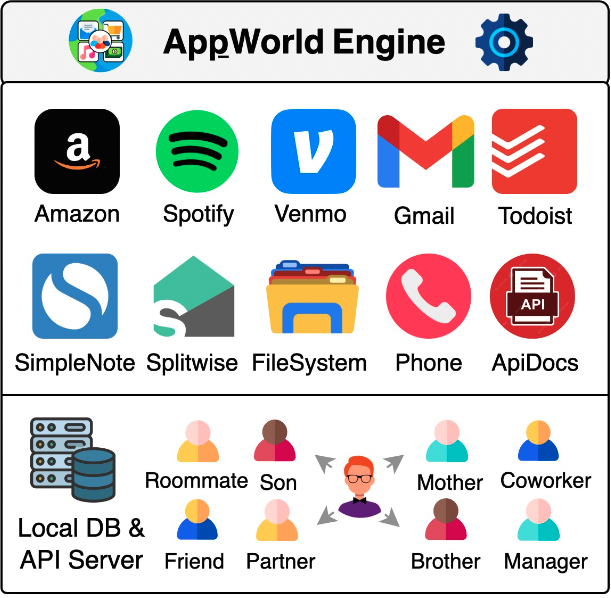 AppWorld Engine
a
Amazon
Spotify
Venmo
Gmail
Todoist
API
SimpleNote
Splitwise
FileSystem
Phone
ApiDocs
Roommate
Son
Mother
Coworker
Local DB &
API Server
Friend
Partner
Brother
Manager